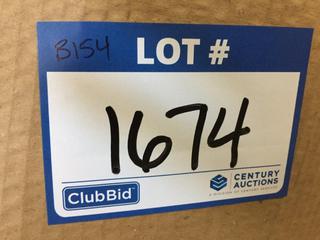 B154 LOT #
1674
ClubBid
CENTURY
AUCTIONS
A DIVISION OF CENTURY SERVICES